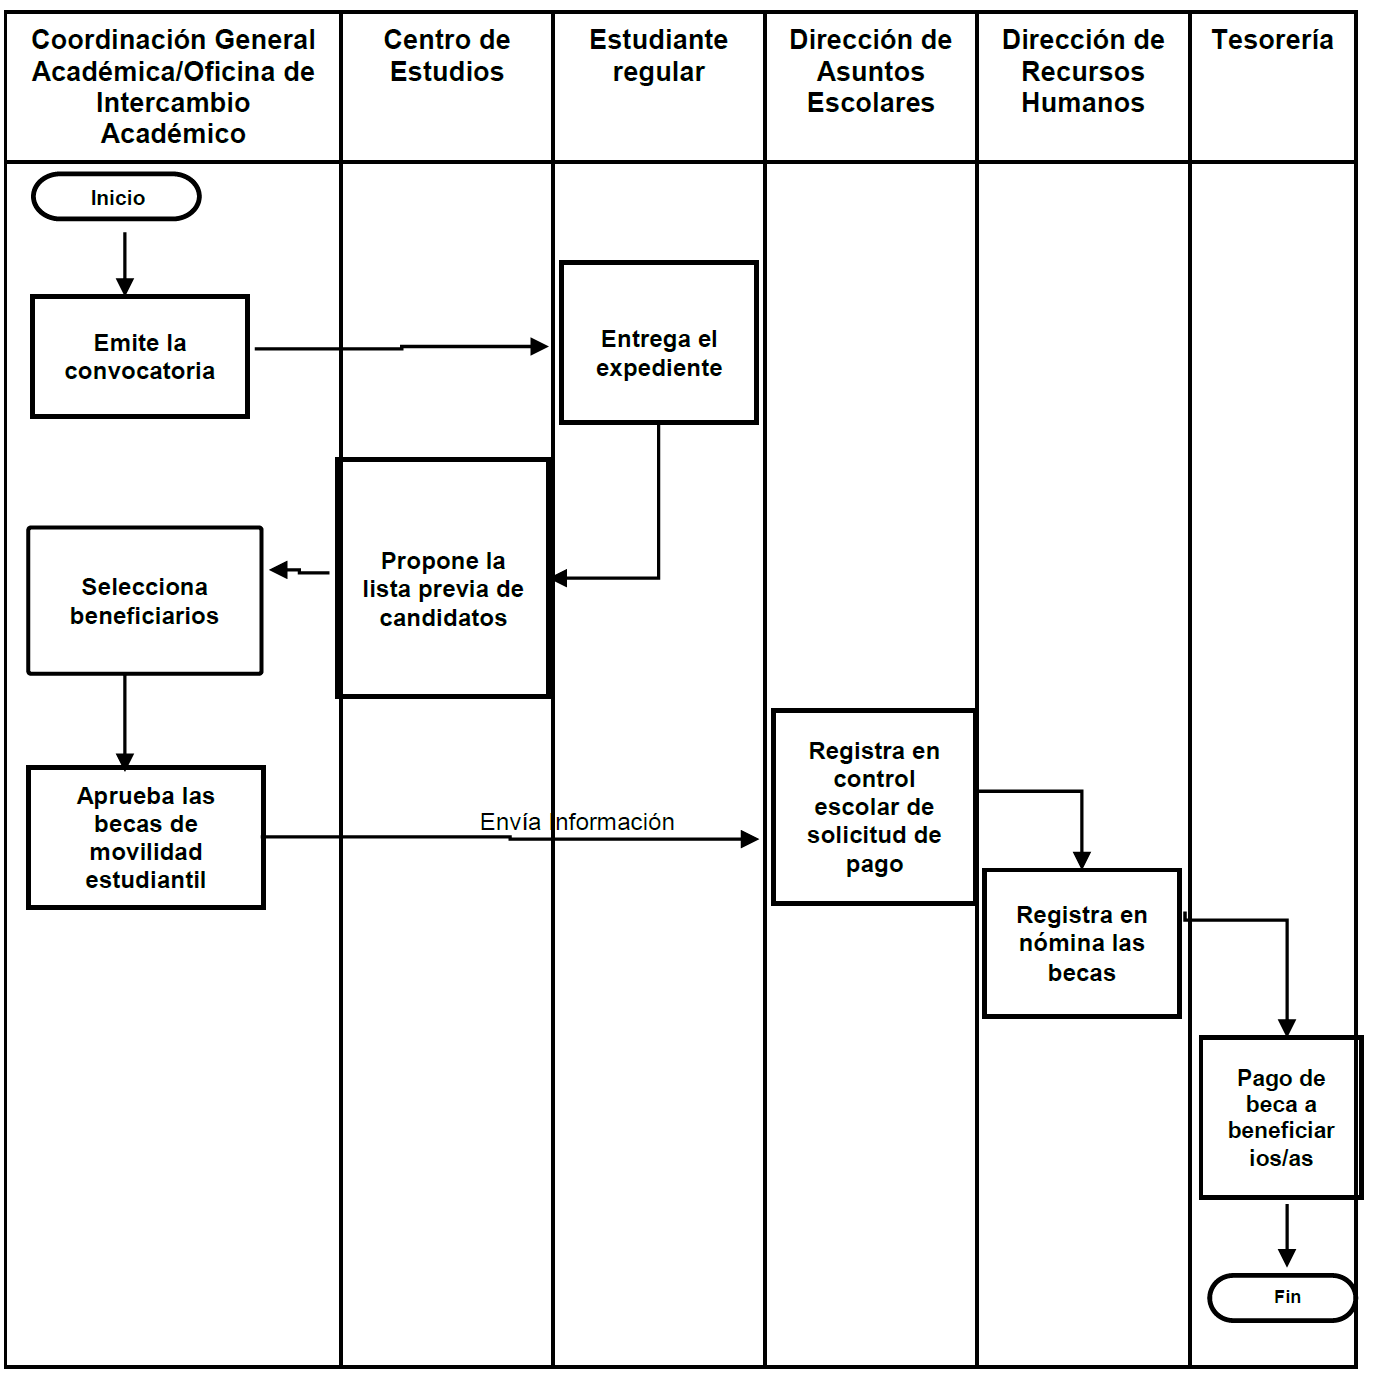 Coordinación General
Académica/Oficina de
Intercambio
Académico
Centro de
Estudios
Estudiante
regular
Dirección de
Asuntos
Escolares
Dirección de
Recursos
Humanos
Tesorería
Inicio
Emite la
convocatoria
Entrega el
expediente
Propone la
lista previa de
candidatos
Selecciona
beneficiarios
Aprueba las
becas de
movilidad
estudiantil
Envía Información
Registra en
control
escolar de
solicitud de
pago
Registra en
nómina las
becas
Pago de
beca a
beneficiar
ios/as
Fin